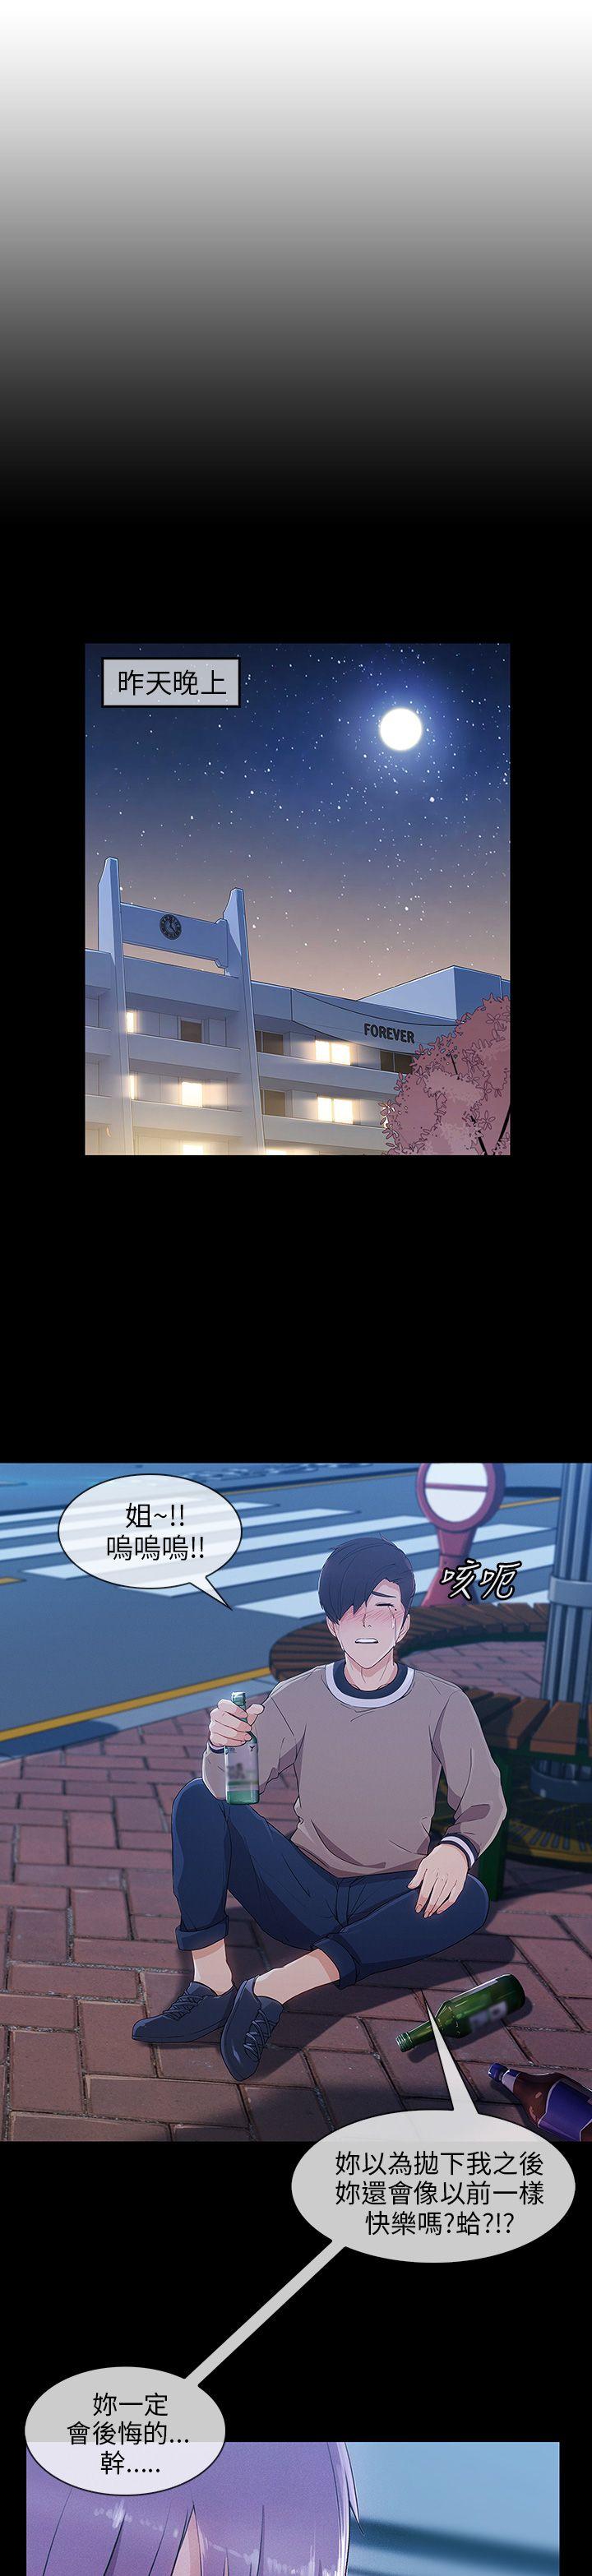 昨天晚上
FOREVER
姐~!!
嗚嗚嗚!!
咳呃
妳以為拋下我之後
妳還會像以前一樣
快樂嗎?蛤?!?
妳一定
會後悔的...
幹.....